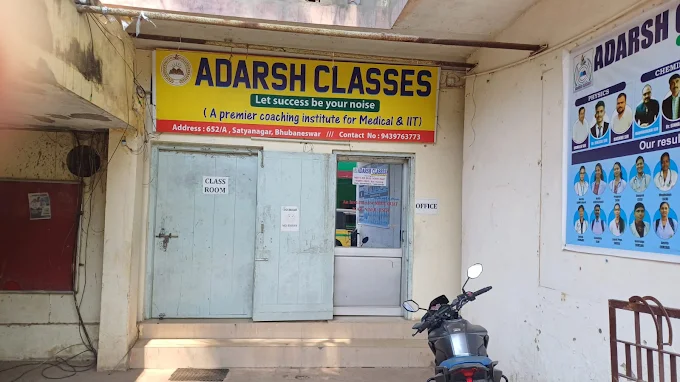 ADARSH CLASSES
Let success be your noise
( A premier coaching institute for Medical & IIT)
Address : 652/A , Satyanagar, Bhubaneswar /// Contact No : 9439763773
CLASS
ROOM
OFFICE
ADARSH
PHYSICS
CHEMI
Our resul